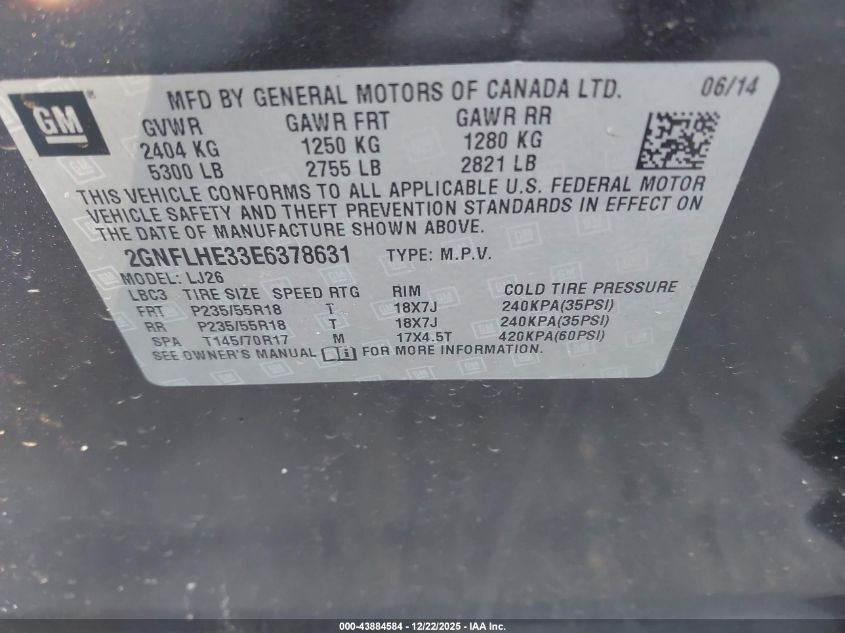 GM
MFD BY GENERAL MOTORS OF CANADA LTD. 06/14
GVWR GAWR FRT GAWR RR
2404 KG 1250 KG 1280 KG
5300 LB 2755 LB 2821 LB
THIS VEHICLE CONFORMS TO ALL APPLICABLE U.S. FEDERAL MOTOR
VEHICLE SAFETY AND THEFT PREVENTION STANDARDS IN EFFECT ON
THE DATE OF MANUFACTURE SHOWN ABOVE.
2GNFLHE33E6378631 TYPE: M.P.V.
MODEL: LJ26
LBC3 TIRE SIZE SPEED RTG RIM COLD TIRE PRESSURE
FRT P235/55R18 T 18X7J 240KPA(35PSI)
RR P235/55R18 T 18X7J 240KPA(35PSI)
SPA T145/70R17 M 17X4.5T 420KPA(60PSI)
SEE OWNER'S MANUAL FOR MORE INFORMATION.
000-43884584 - 12/22/2025 - IAA Inc.